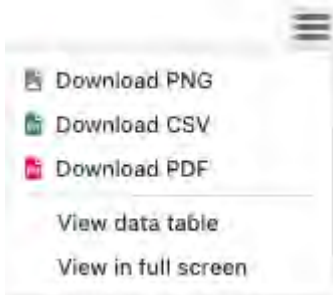 Download PNG
Download CSV
Download PDF
View data table
View in full screen